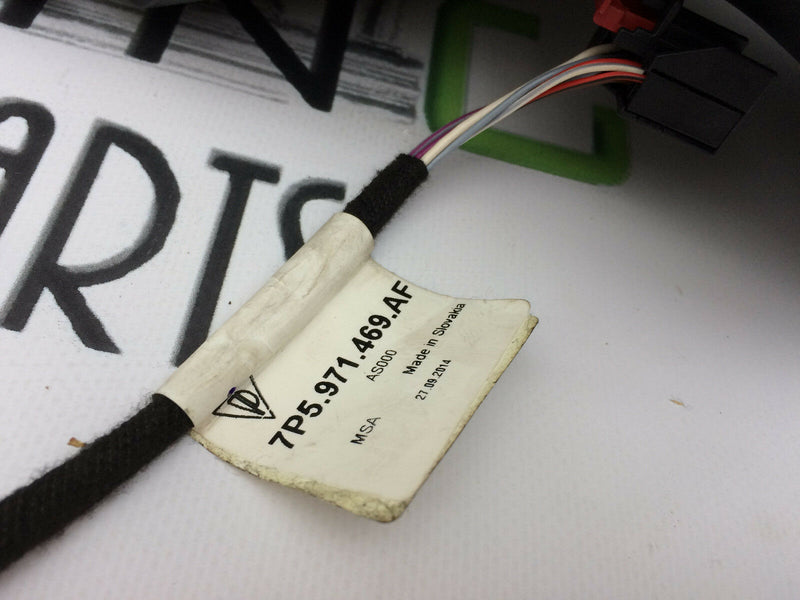 ARTS
7P5.971.469.AF
AS000
Made in Slovakia
MSA
27.09.2014